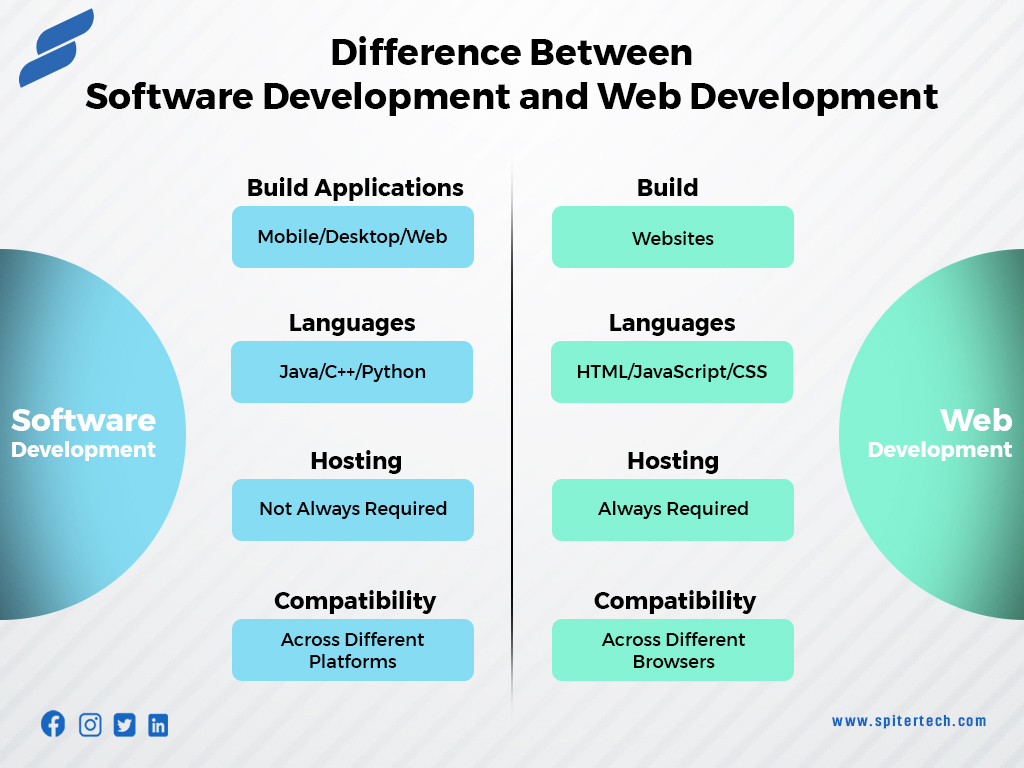 Difference Between
Software Development and Web Development
Software
Development
Build Applications
Mobile/Desktop/Web
Languages
Java/C++/Python
Hosting
Not Always Required
Compatibility
Across Different
Platforms
Build
Websites
Languages
HTML/JavaScript/CSS
Hosting
Always Required
Compatibility
Across Different
Browsers
Web
Development
www.spitertech.com